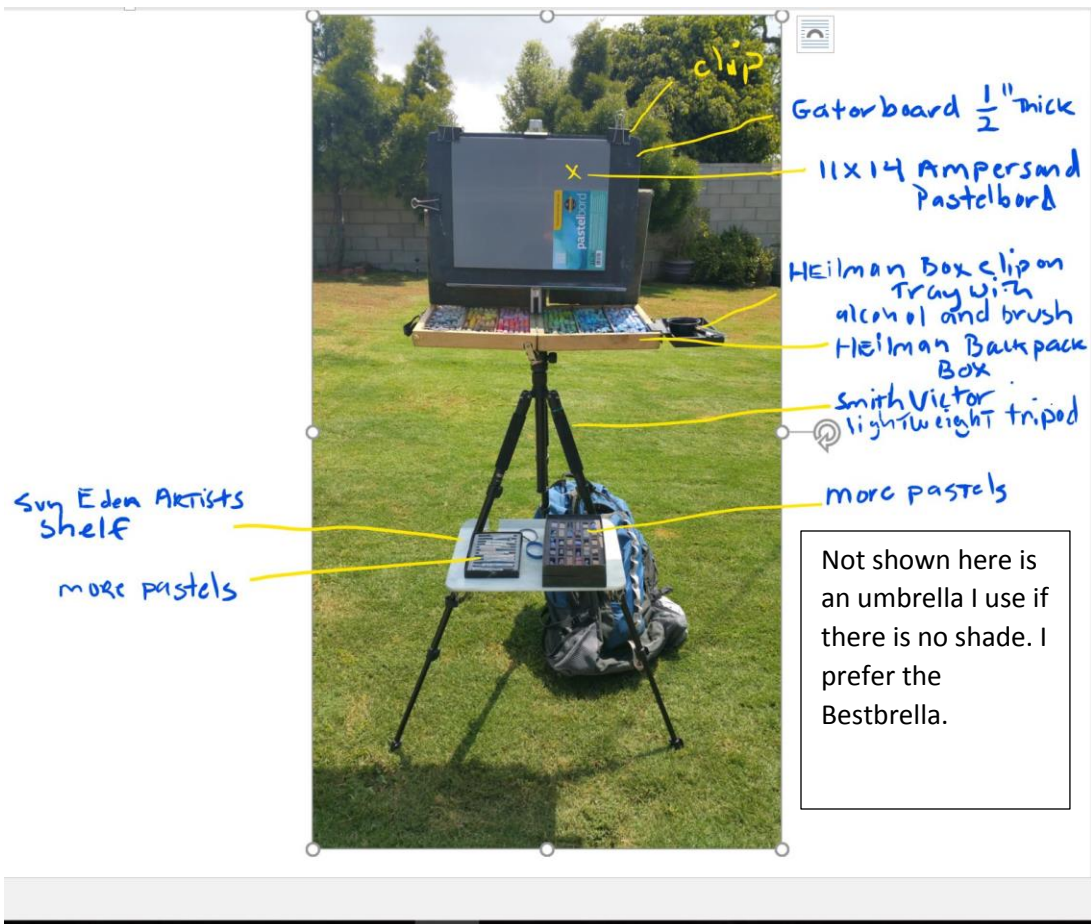 clip
Gatorboard 1/2" Thick
11x14 Ampersand
Pastelbord
pastelbord
HEilman Box clip on
Tray with
alcohol and brush
HEilman Backpack
Box
Smith Victor
lightweight tripod
more pastels
Sun Eden Artists
shelf
more pastels
Not shown here is
an umbrella I use if
there is no shade. I
prefer the
Bestbrella.